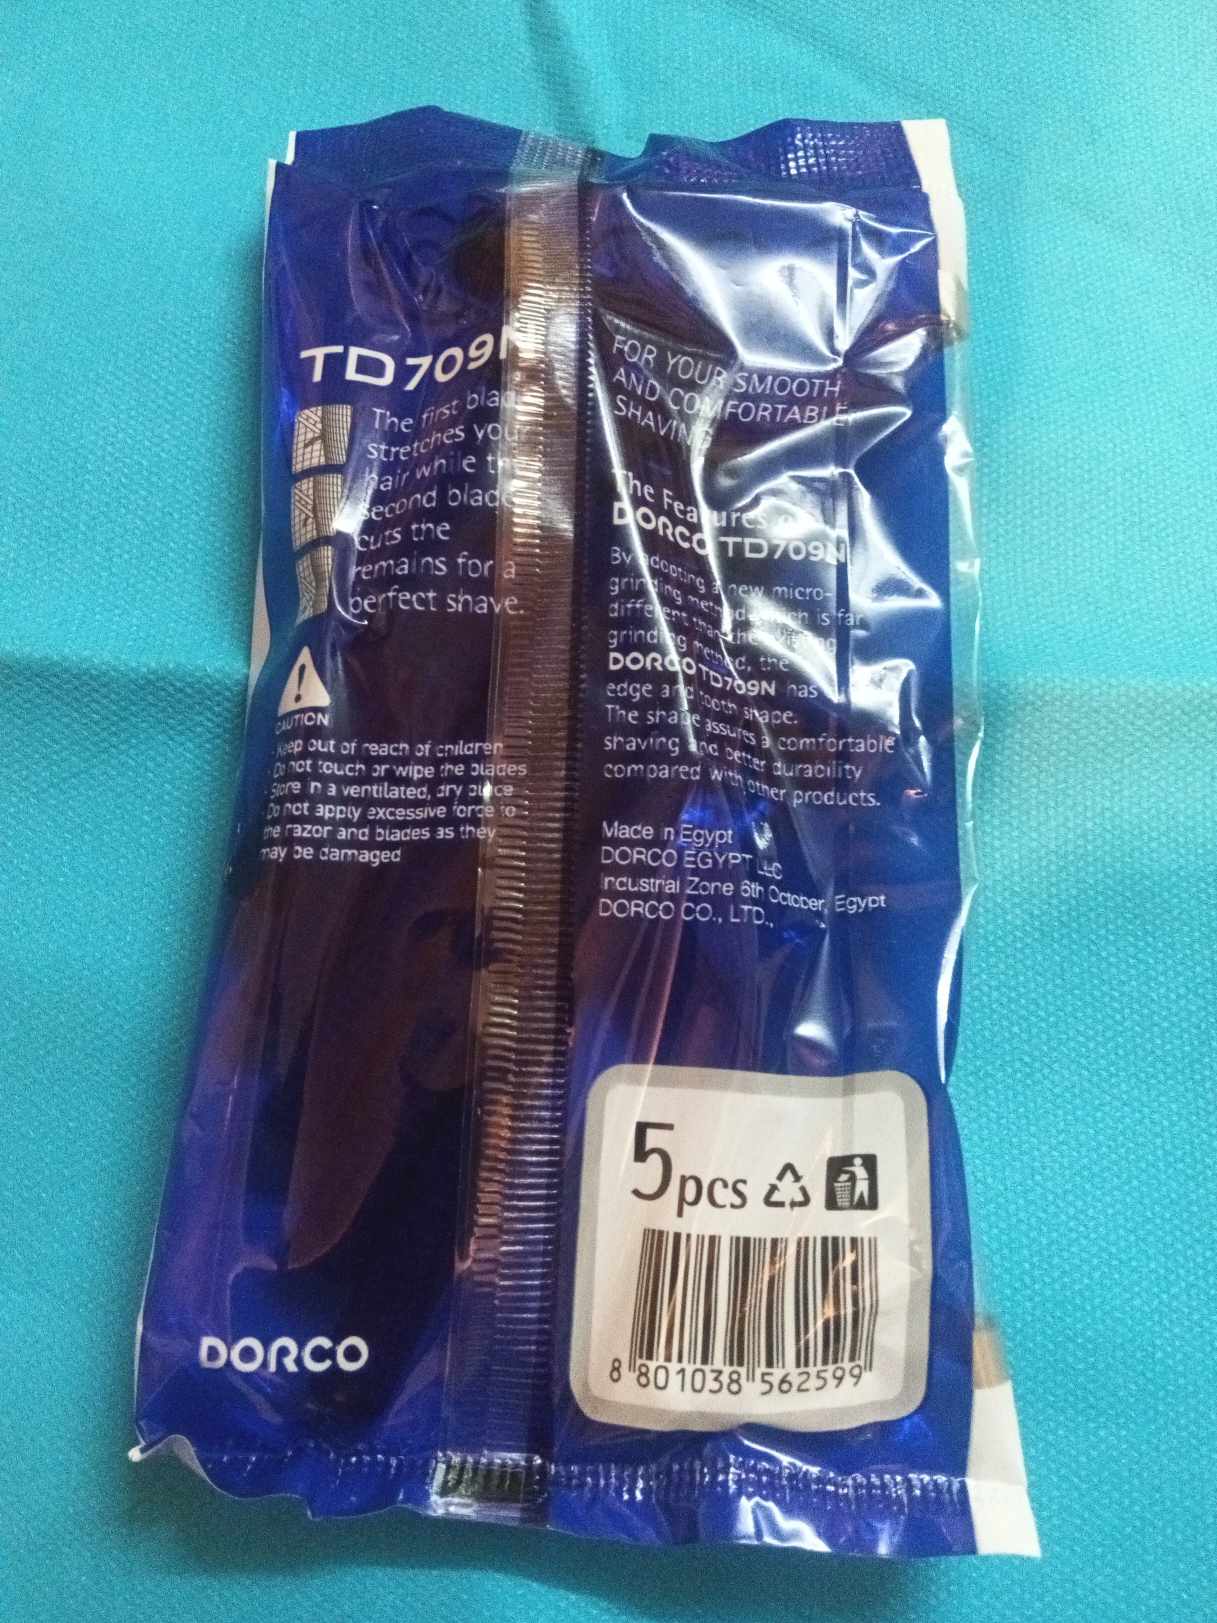 TD709N
The first blade
stretches your
hair while the
second blade
cuts the
remains for a
perfect shave.
CAUTION
- Keep out of reach of children
- Do not touch or wipe the blades
- Store in a ventilated, dry place
- Do not apply excessive force to
the razor and blades as they
may be damaged
DORCO
FOR YOUR SMOOTH
AND COMFORTABLE
SHAVING
The Features of
DORCO TD709N
By adopting a new micro-
grinding method which is far
different than the existing
grinding method, the
DORCO TD709N has
edge and tooth shape.
The shape assures a comfortable
shaving and better durability
compared with other products.
Made in Egypt
DORCO EGYPT LLC
Industrial Zone 6th October, Egypt
DORCO CO., LTD.,
5pcs
8 801038 562599